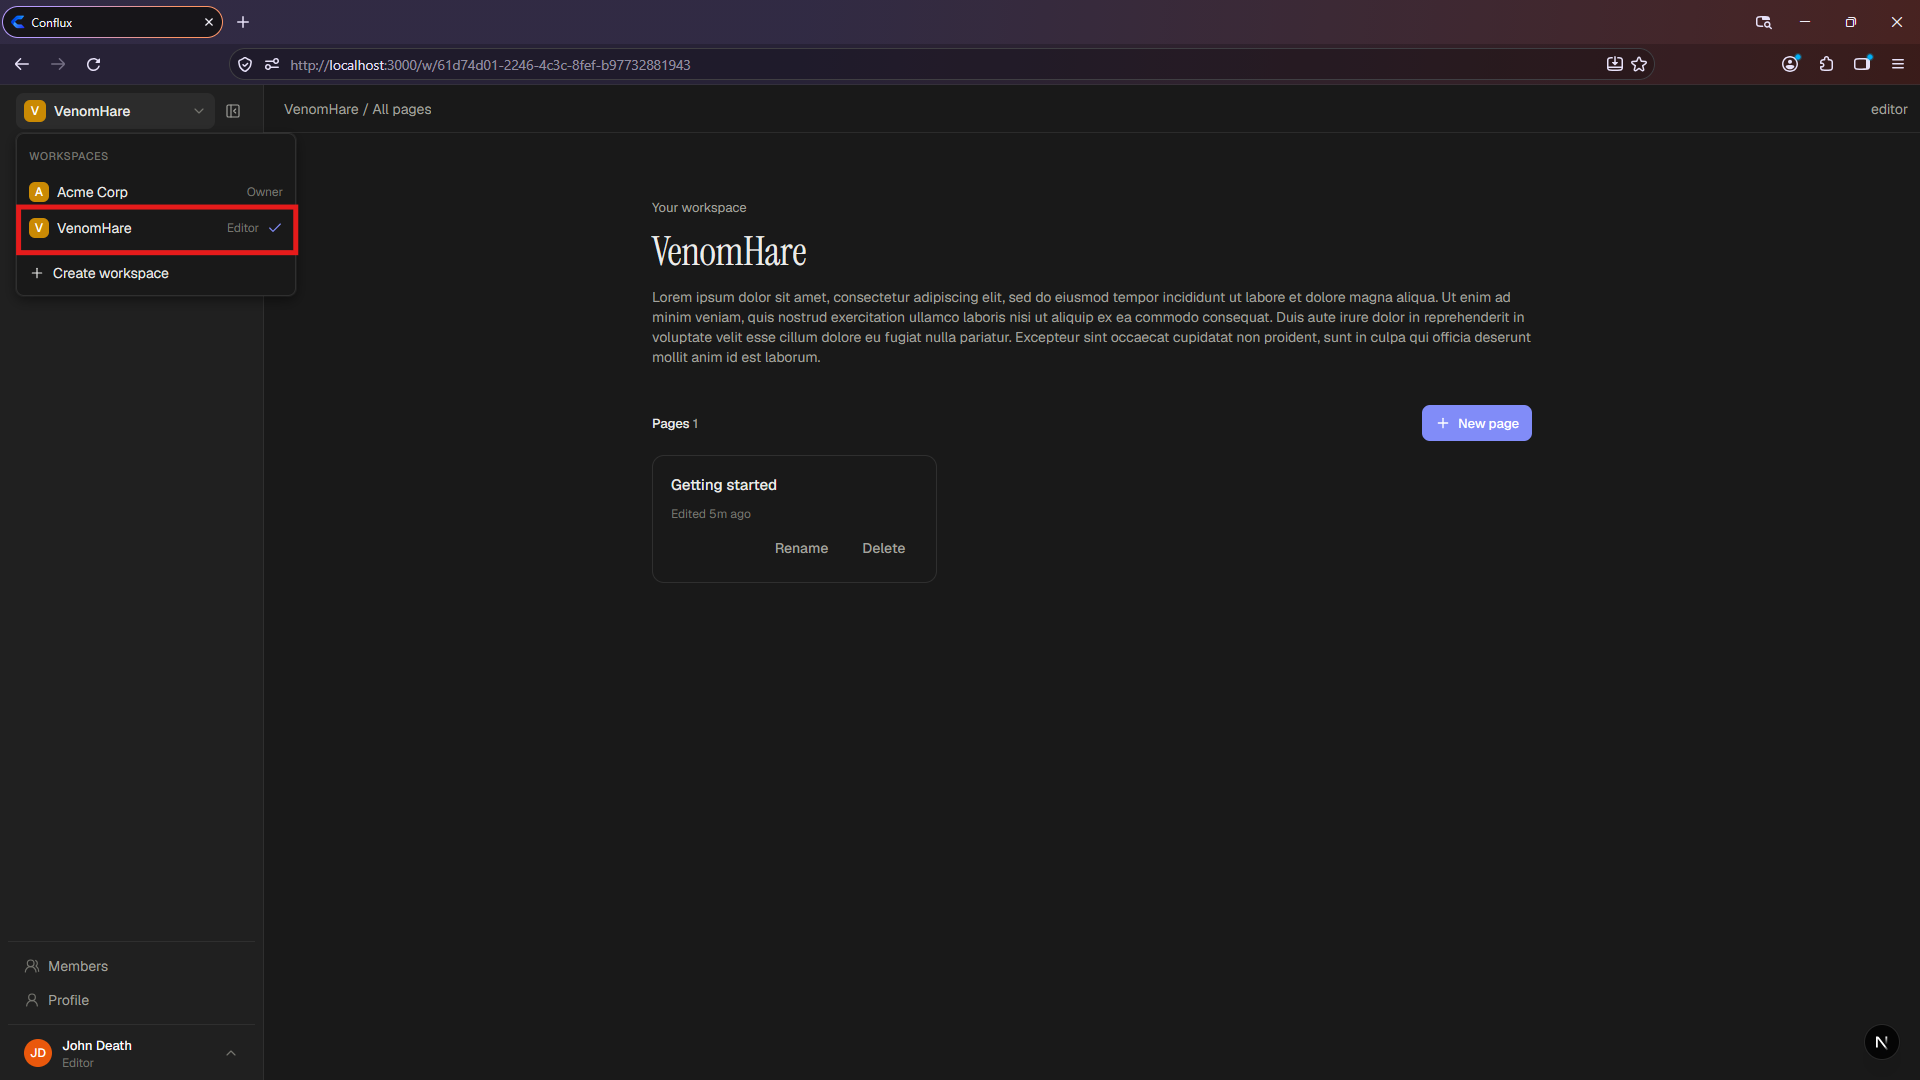 Conflux
http://localhost:3000/w/61d74d01-2246-4c3c-8fef-b97732881943
V VenomHare
VenomHare / All pages
editor
WORKSPACES
A Acme Corp Owner
V VenomHare Editor
+ Create workspace
Your workspace
VenomHare
Lorem ipsum dolor sit amet, consectetur adipiscing elit, sed do eiusmod tempor incididunt ut labore et dolore magna aliqua. Ut enim ad
minim veniam, quis nostrud exercitation ullamco laboris nisi ut aliquip ex ea commodo consequat. Duis aute irure dolor in reprehenderit in
voluptate velit esse cillum dolore eu fugiat nulla pariatur. Excepteur sint occaecat cupidatat non proident, sunt in culpa qui officia deserunt
mollit anim id est laborum.
Pages 1
+ New page
Getting started
Edited 5m ago
Rename Delete
Members
Profile
JD John Death
Editor
N